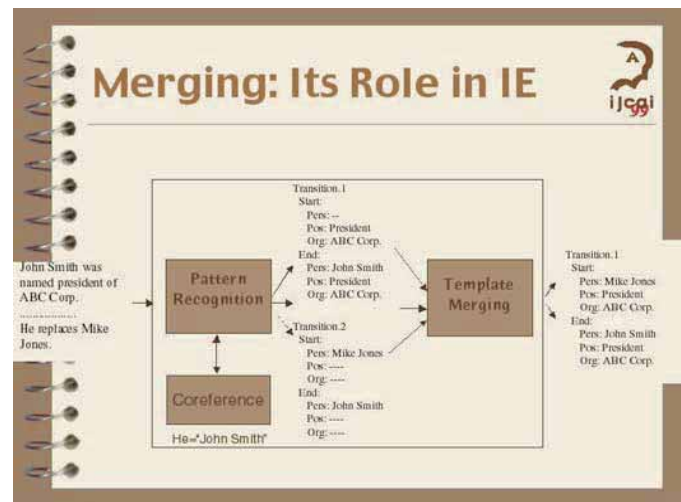 Merging: Its Role in IE
A
ijcai
99
John Smith was
named president of
ABC Corp.
.................
He replaces Mike
Jones.
Pattern
Recognition
Coreference
He="John Smith"
Transition.1
Start:
Pers: --
Pos: President
Org: ABC Corp.
End:
Pers: John Smith
Pos: President
Org: ABC Corp.
Transition.2
Start:
Pers: Mike Jones
Pos: ----
Org: ----
End:
Pers: John Smith
Pos: ----
Org: ----
Template
Merging
Transition.1
Start:
Pers: Mike Jones
Pos: President
Org: ABC Corp.
End:
Pers: John Smith
Pos: President
Org: ABC Corp.